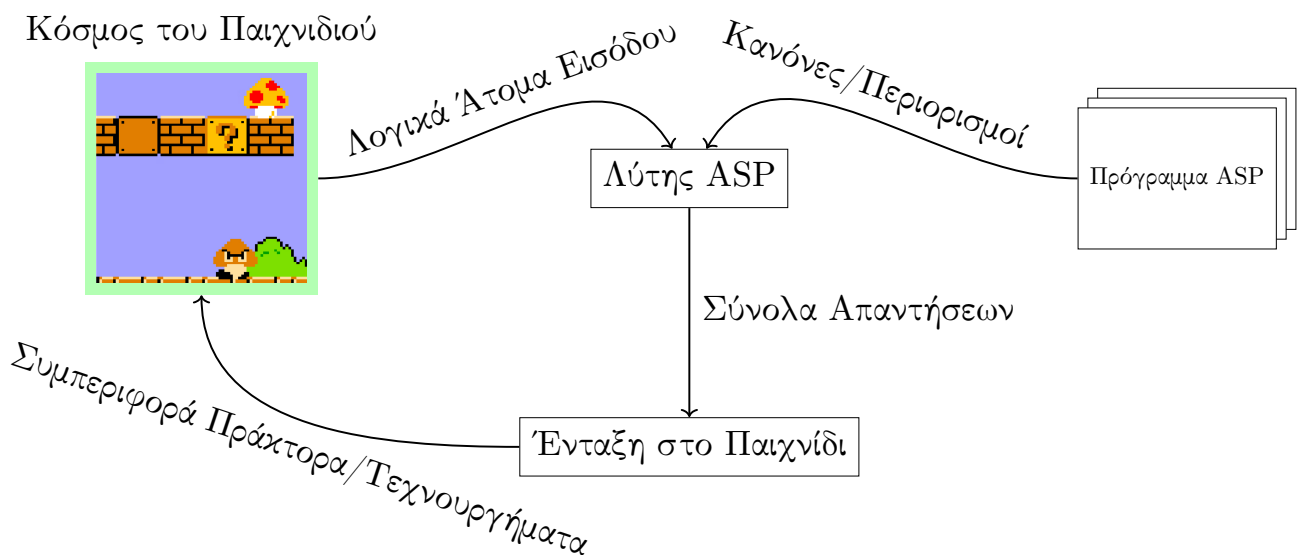 Κόσμος του Παιχνιδιού
Λογικά Άτομα Εισόδου
Κανόνες/Περιορισμοί
?
Λύτης ASP
Πρόγραμμα ASP
Σύνολα Απαντήσεων
Συμπεριφορά Πράκτορα/Τεχνουργήματα
Ένταξη στο Παιχνίδι